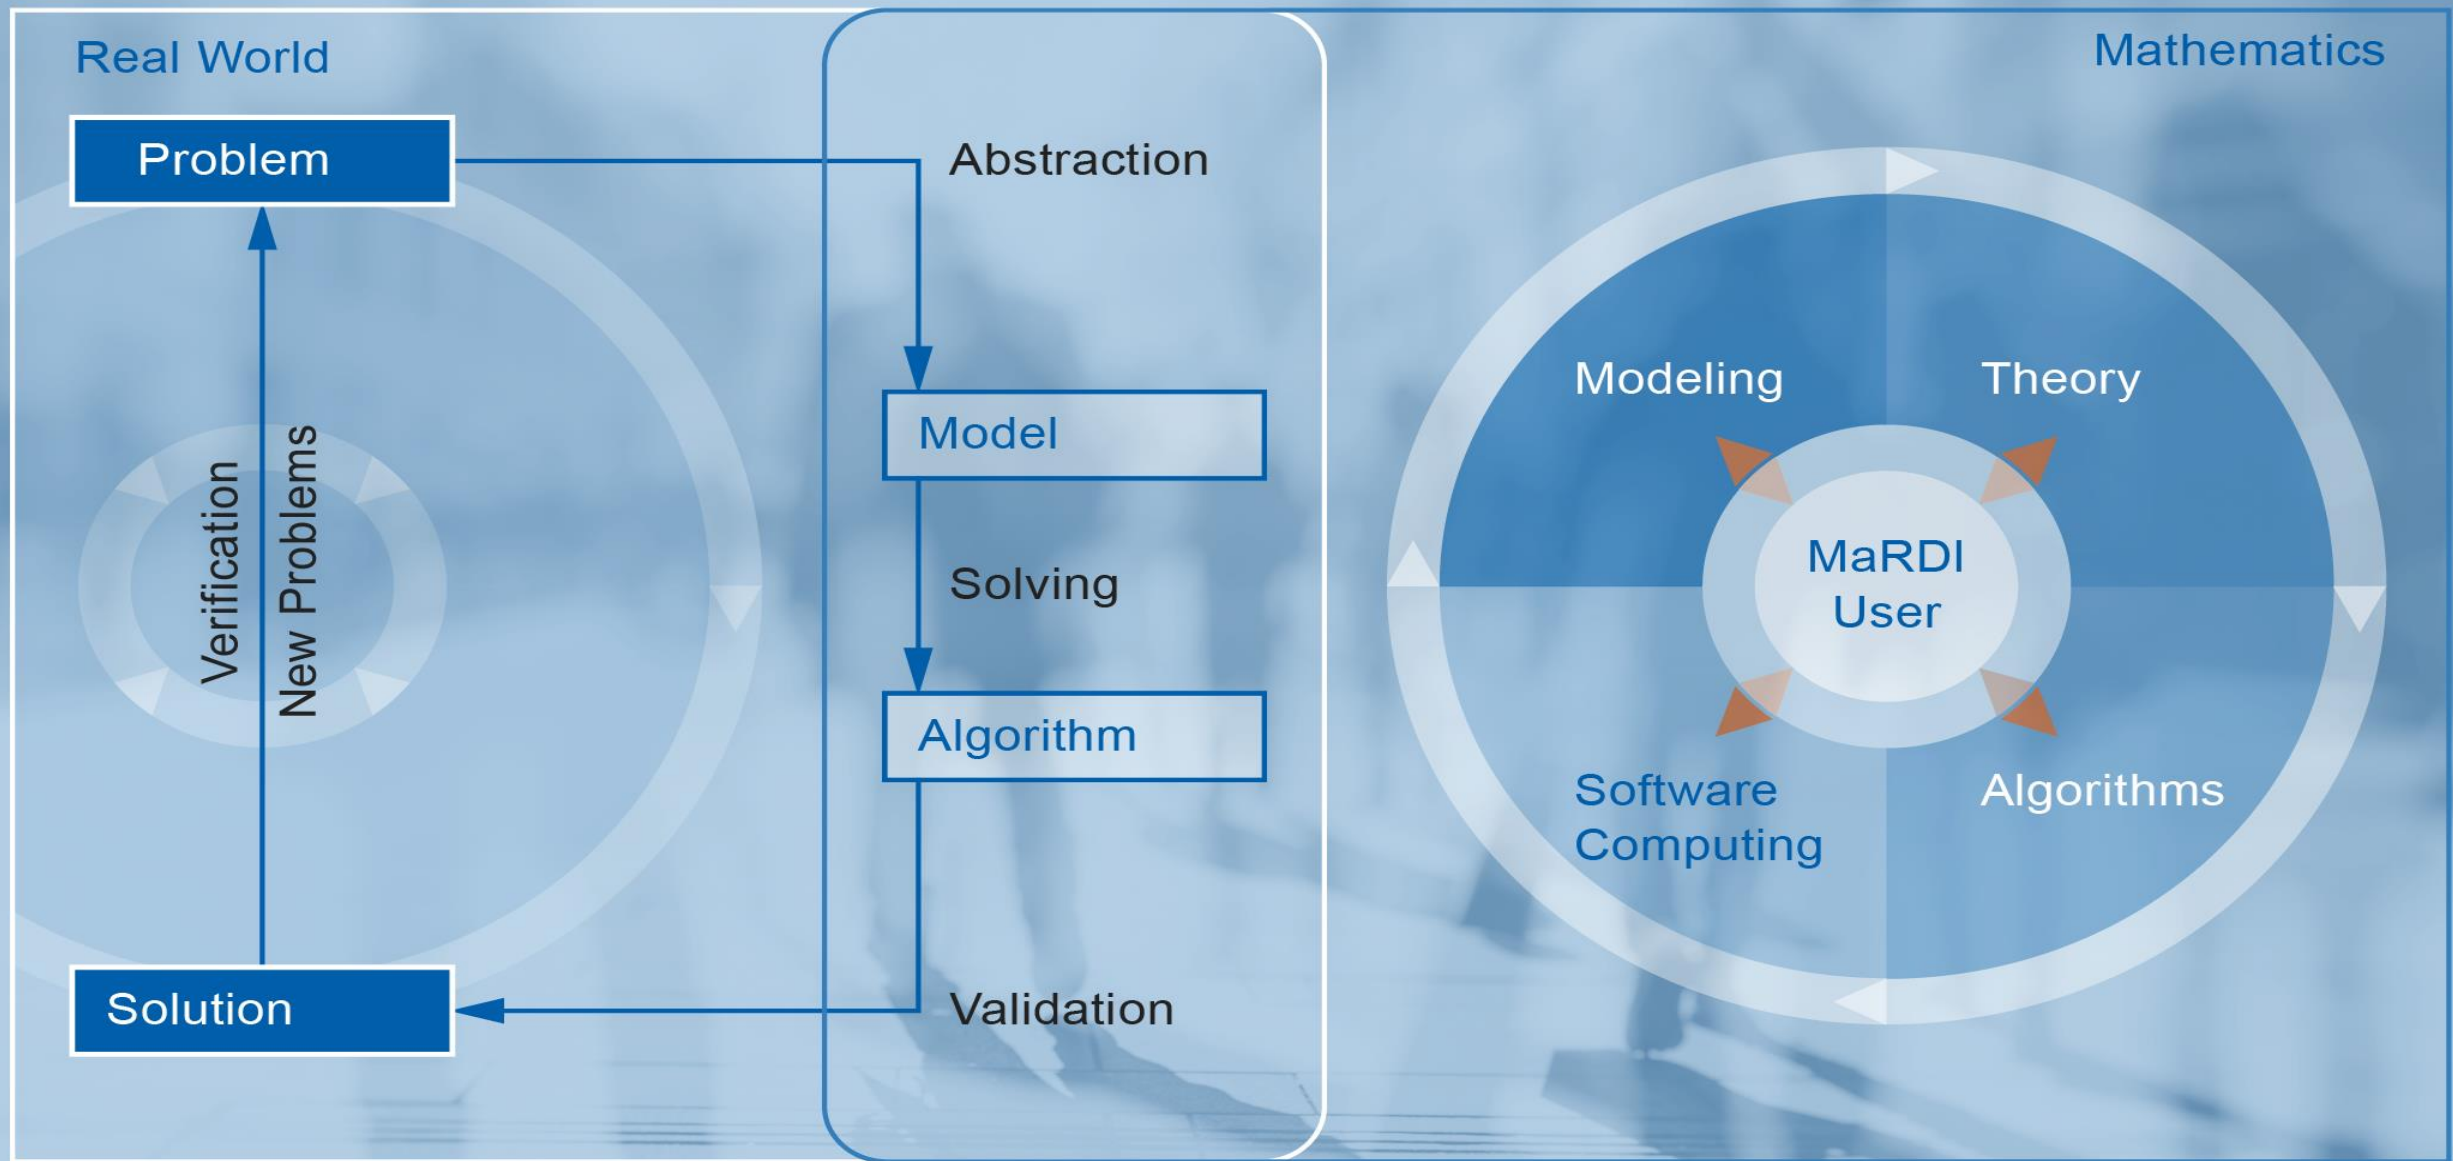 Real World
Mathematics
Problem
Abstraction
Modeling
Theory
Model
Verification
New Problems
Solving
MaRDI
User
Algorithm
Software
Computing
Algorithms
Solution
Validation